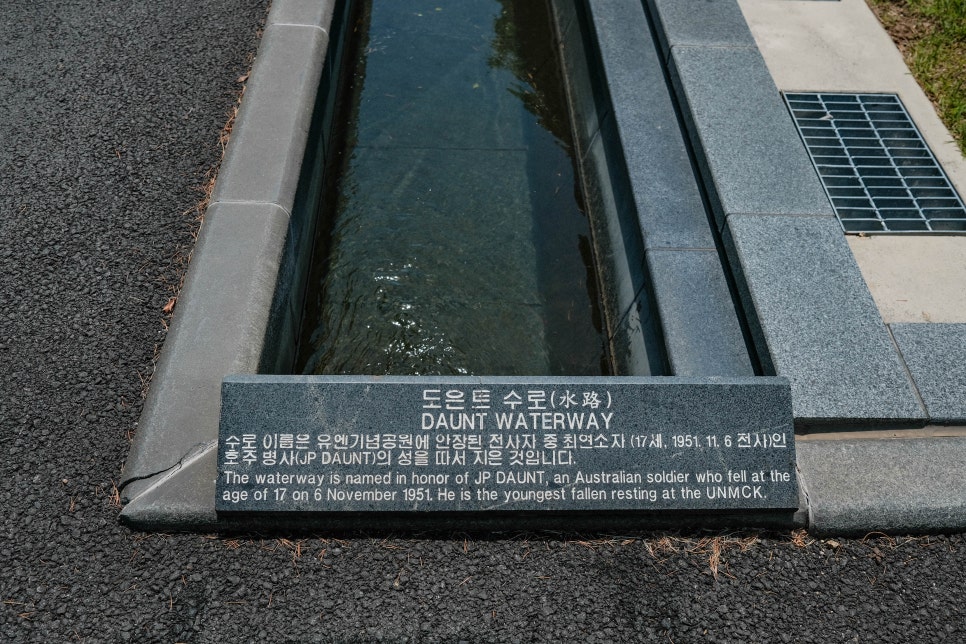 도은트 수로(水路)
DAUNT WATERWAY
수로 이름은 유엔기념공원에 안장된 전사자 중 최연소자 (17세, 1951. 11. 6 전사)인
호주 병사(JP DAUNT)의 성을 따서 지은 것입니다.
The waterway is named in honor of JP DAUNT, an Australian soldier who fell at the
age of 17 on 6 November 1951. He is the youngest fallen resting at the UNMCK.